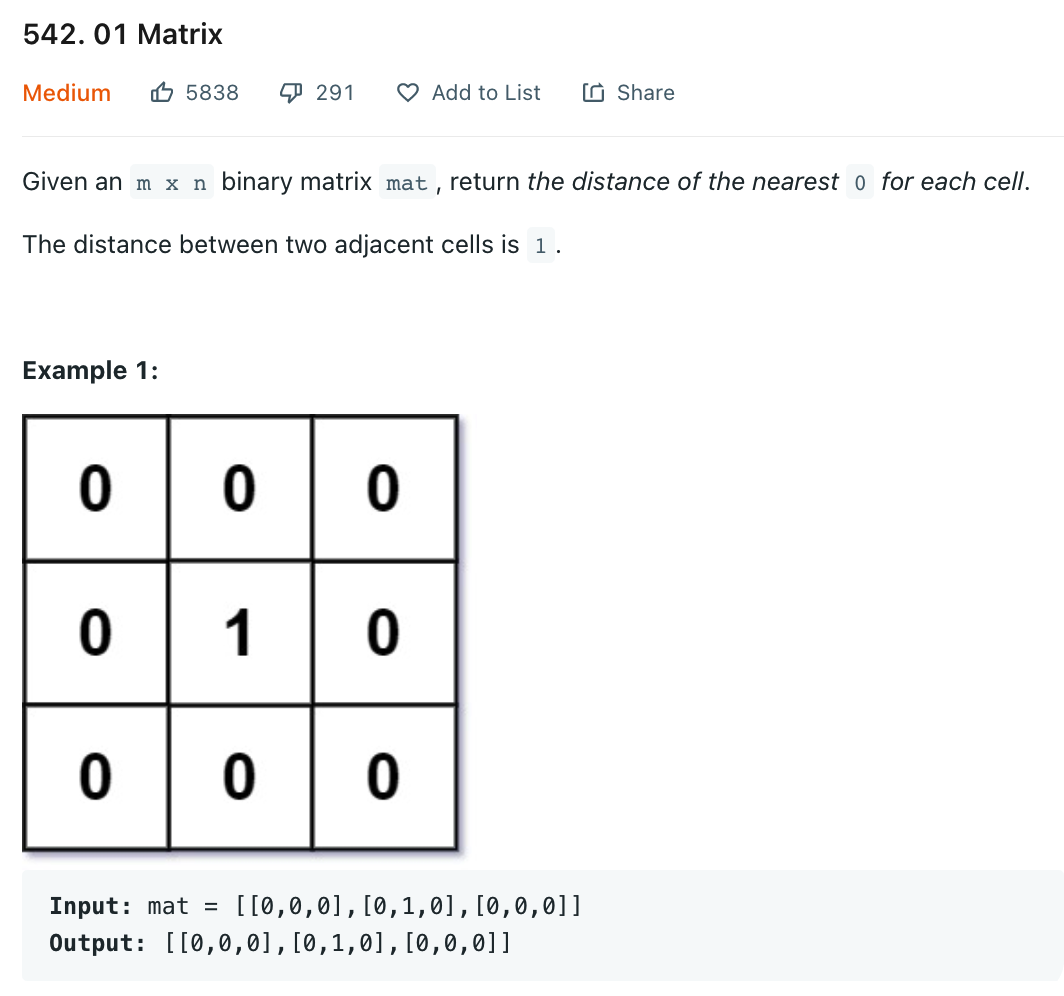 542. 01 Matrix
Medium 5838 291 Add to List Share
Given an m x n binary matrix mat , return the distance of the nearest 0 for each cell.
The distance between two adjacent cells is 1 .
Example 1:
0 0 0
0 1 0
0 0 0
Input: mat = [[0,0,0],[0,1,0],[0,0,0]]
Output: [[0,0,0],[0,1,0],[0,0,0]]